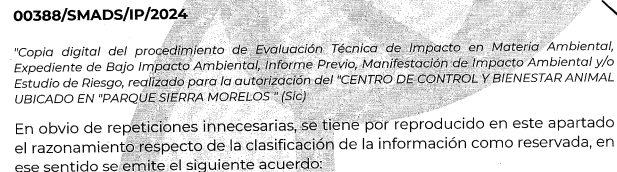 00388/SMADS/IP/2024
"Copia digital del procedimiento de Evaluación Técnica de Impacto en Materia Ambiental,
Expediente de Bajo Impacto Ambiental, Informe Previo, Manifestación de Impacto Ambiental y/o
Estudio de Riesgo, realizado para la autorización del "CENTRO DE CONTROL Y BIENESTAR ANIMAL
UBICADO EN "PARQUE SIERRA MORELOS " (Sic)
En obvio de repeticiones innecesarias, se tiene por reproducido en este apartado
el razonamiento respecto de la clasificación de la información como reservada, en
ese sentido se emite el siguiente acuerdo: